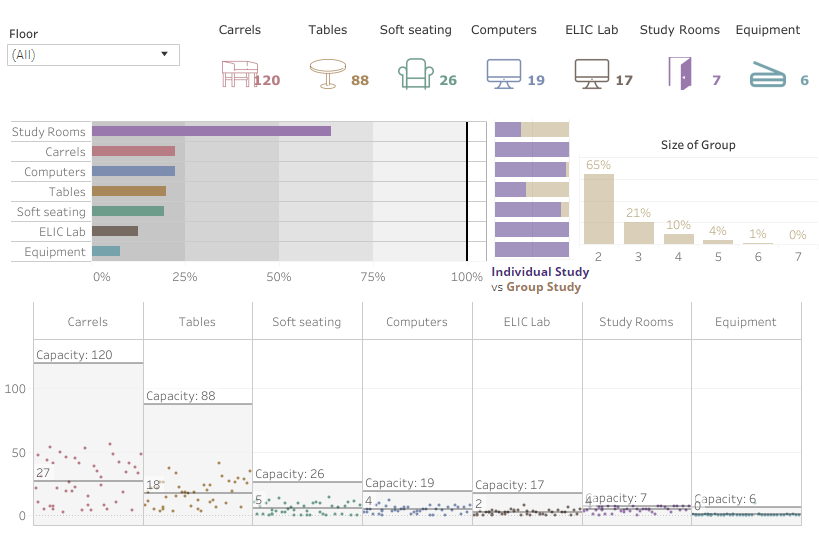 Floor
(All)
Carrels
Tables
Soft seating
Computers
ELIC Lab
Study Rooms
Equipment
120
88
26
19
17
7
6
Study Rooms
Carrels
Computers
Tables
Soft seating
ELIC Lab
Equipment
0%
25%
50%
75%
100%
Individual Study
vs Group Study
Size of Group
65%
21%
10%
4%
1%
0%
2
3
4
5
6
7
Carrels
Tables
Soft seating
Computers
ELIC Lab
Study Rooms
Equipment
100
50
0
Capacity: 120
27
Capacity: 88
18
Capacity: 26
5
Capacity: 19
4
Capacity: 17
2
Capacity: 7
4
Capacity: 6
0